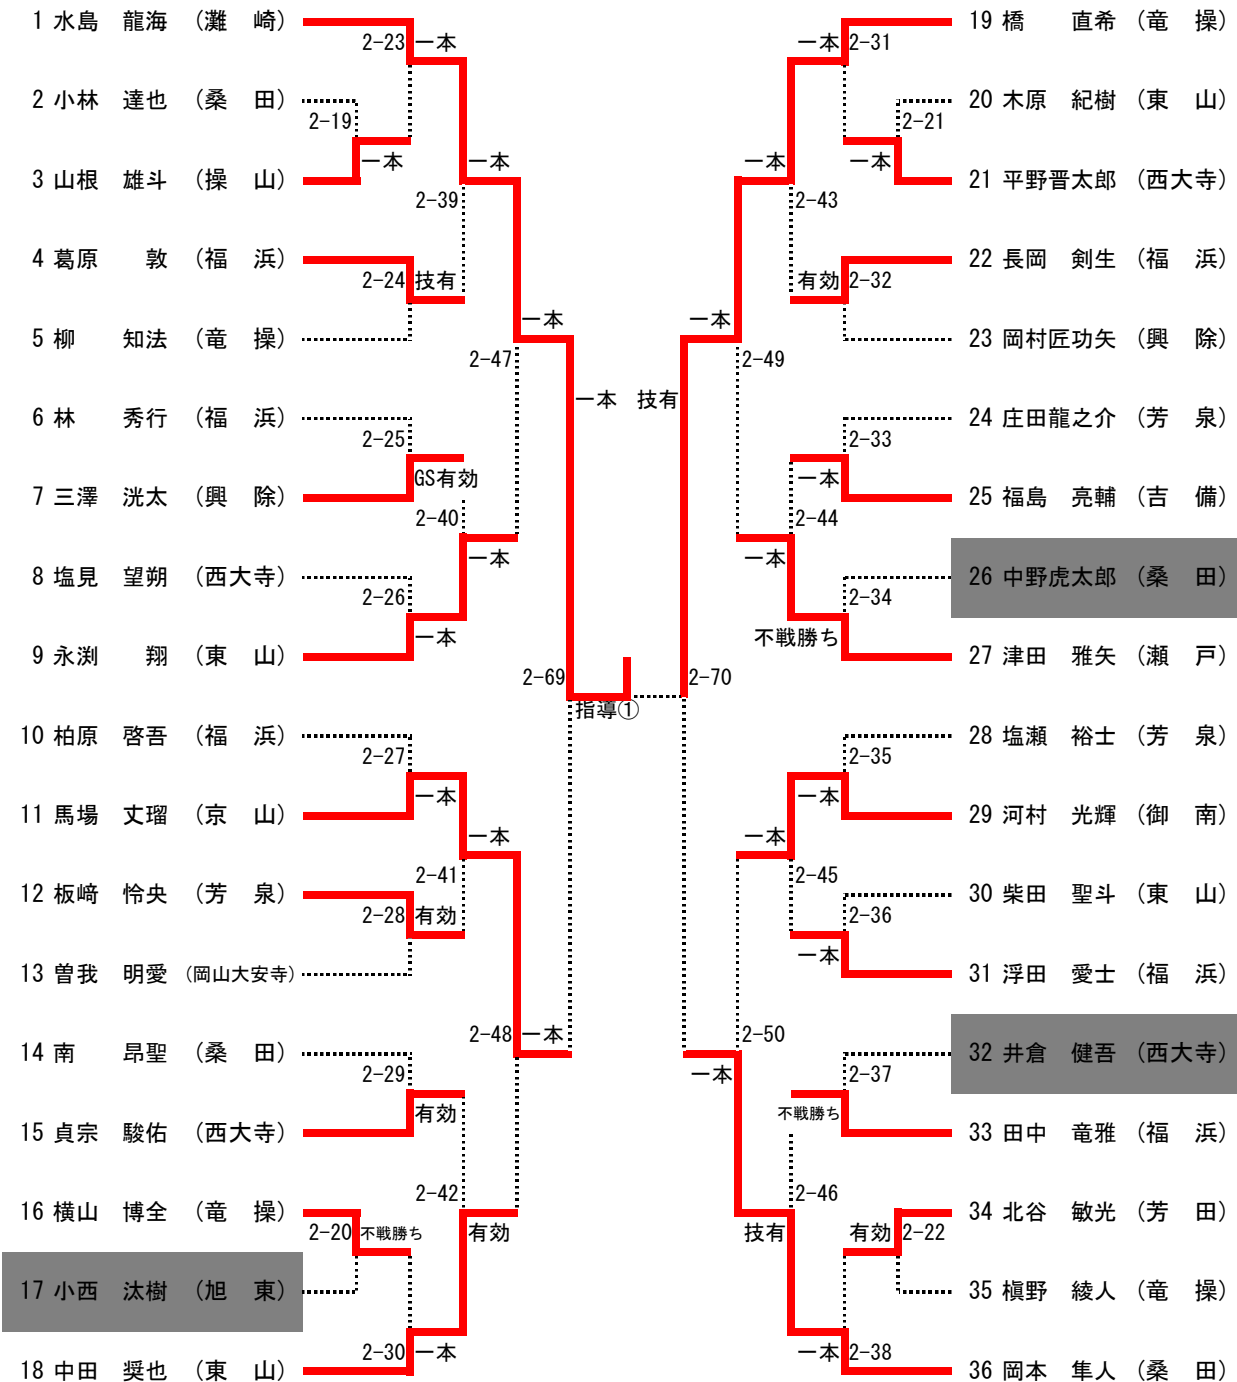 1 水島　龍海 （灘　崎）
2-23
一本
2 小林　達也 （桑　田）
2-19
一本
3 山根　雄斗 （操　山）
一本
2-39
4 葛原　　敦 （福　浜）
2-24
技有
5 柳　　知法 （竜　操）
一本
2-47
6 林　　秀行 （福　浜）
2-25
GS有効
7 三澤　洸太 （興　除）
2-40
一本
8 塩見　望朔 （西大寺）
2-26
一本
9 永渕　　翔 （東　山）
一本
2-69
指導①
10 柏原　啓吾 （福　浜）
2-27
一本
11 馬場　丈瑠 （京　山）
一本
2-41
12 板﨑　怜央 （芳　泉）
2-28
有効
13 曽我　明愛 （岡山大安寺）
2-48
一本
14 南　　昂聖 （桑　田）
2-29
有効
15 貞宗　駿佑 （西大寺）
2-42
有効
16 横山　博全 （竜　操）
2-20
不戦勝ち
17 小西　汰樹 （旭　東）
2-30
一本
18 中田　奨也 （東　山）
19 橋　　直希 （竜　操）
一本
2-31
20 木原　紀樹 （東　山）
2-21
一本
21 平野晋太郎 （西大寺）
一本
2-43
22 長岡　剣生 （福　浜）
有効
2-32
23 岡村匠功矢 （興　除）
一本
2-49
技有
24 庄田龍之介 （芳　泉）
2-33
一本
25 福島　亮輔 （吉　備）
2-44
一本
26 中野虎太郎 （桑　田）
2-34
不戦勝ち
27 津田　雅矢 （瀬　戸）
2-70
28 塩瀬　裕士 （芳　泉）
2-35
一本
29 河村　光輝 （御　南）
一本
2-45
30 柴田　聖斗 （東　山）
2-36
一本
31 浮田　愛士 （福　浜）
2-50
一本
32 井倉　健吾 （西大寺）
2-37
不戦勝ち
33 田中　竜雅 （福　浜）
2-46
技有
34 北谷　敏光 （芳　田）
有効
2-22
35 槇野　綾人 （竜　操）
一本
2-38
36 岡本　隼人 （桑　田）